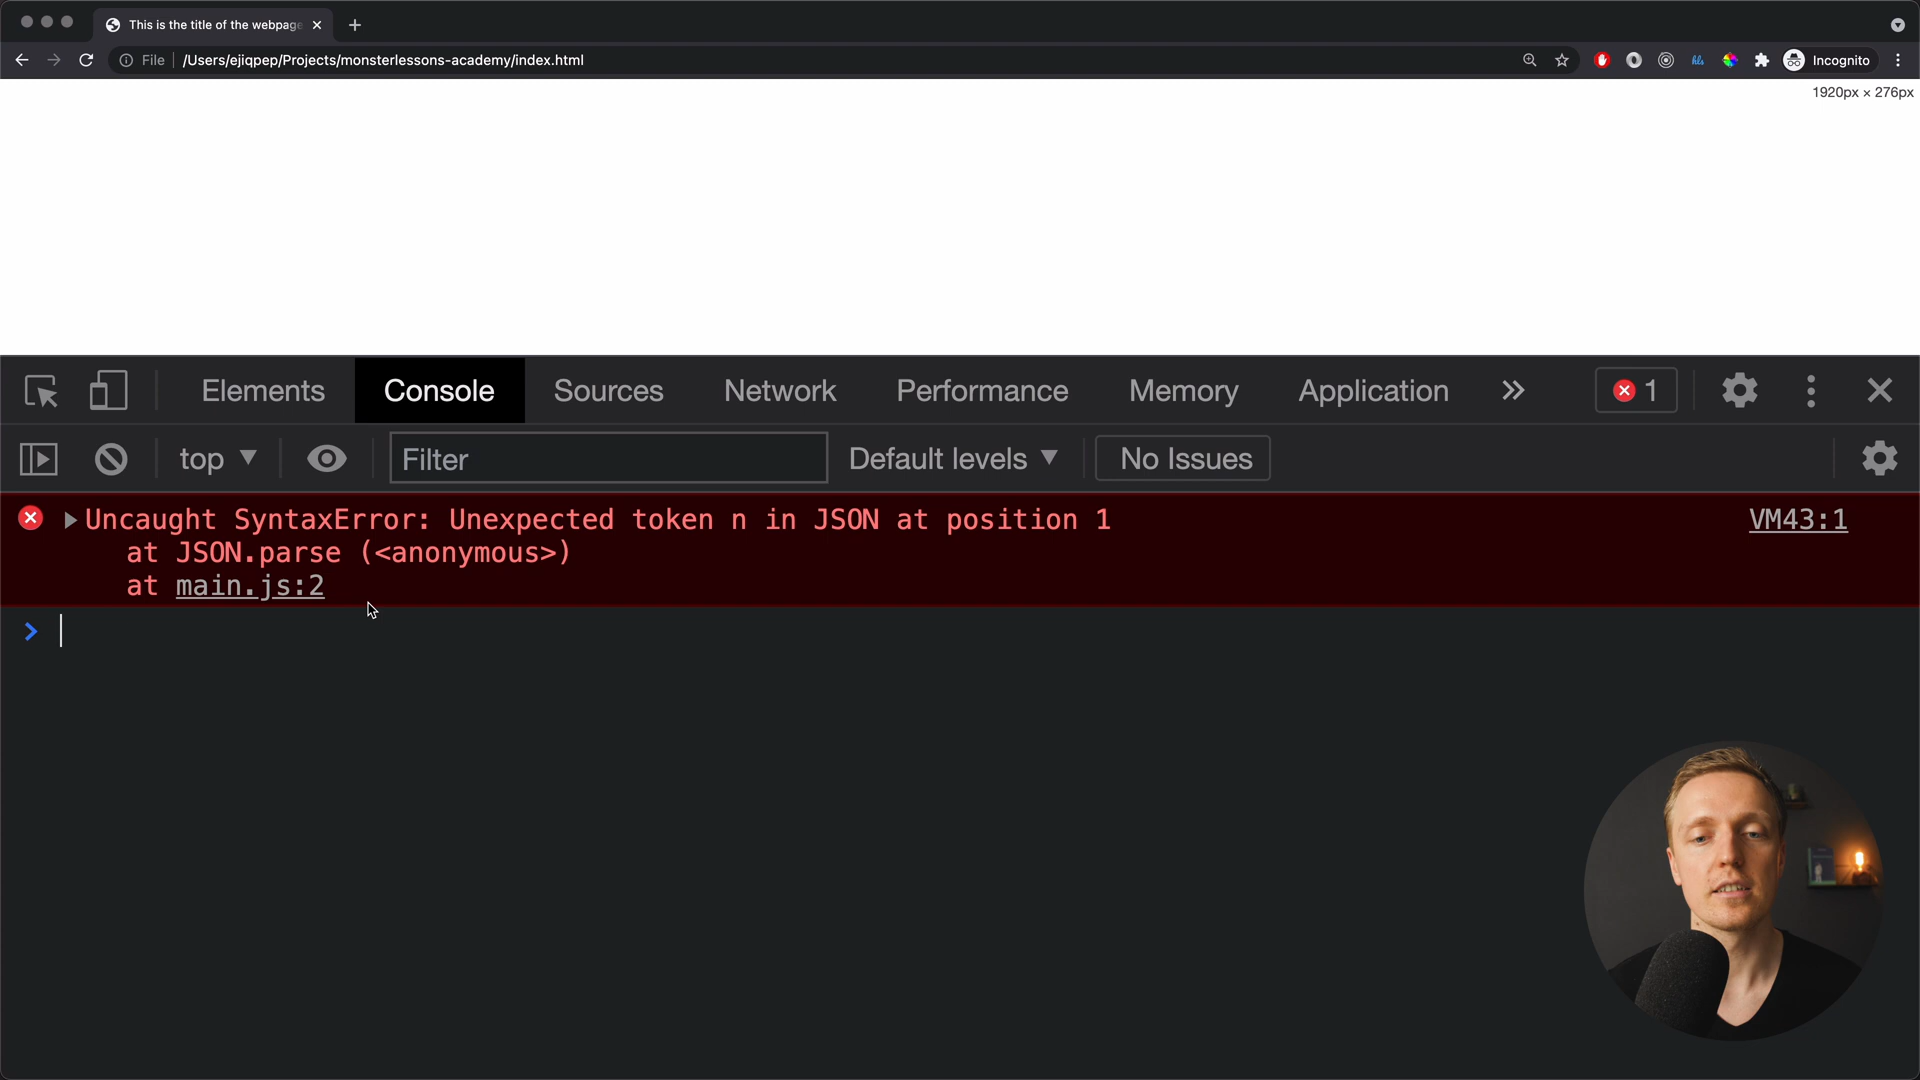 This is the title of the webpage
File /Users/ejiqpep/Projects/monsterlessons-academy/index.html
hls
Incognito
1920px × 276px
Elements Console Sources Network Performance Memory Application 1
top Filter Default levels No Issues
Uncaught SyntaxError: Unexpected token n in JSON at position 1 VM43:1
at JSON.parse (<anonymous>)
at main.js:2